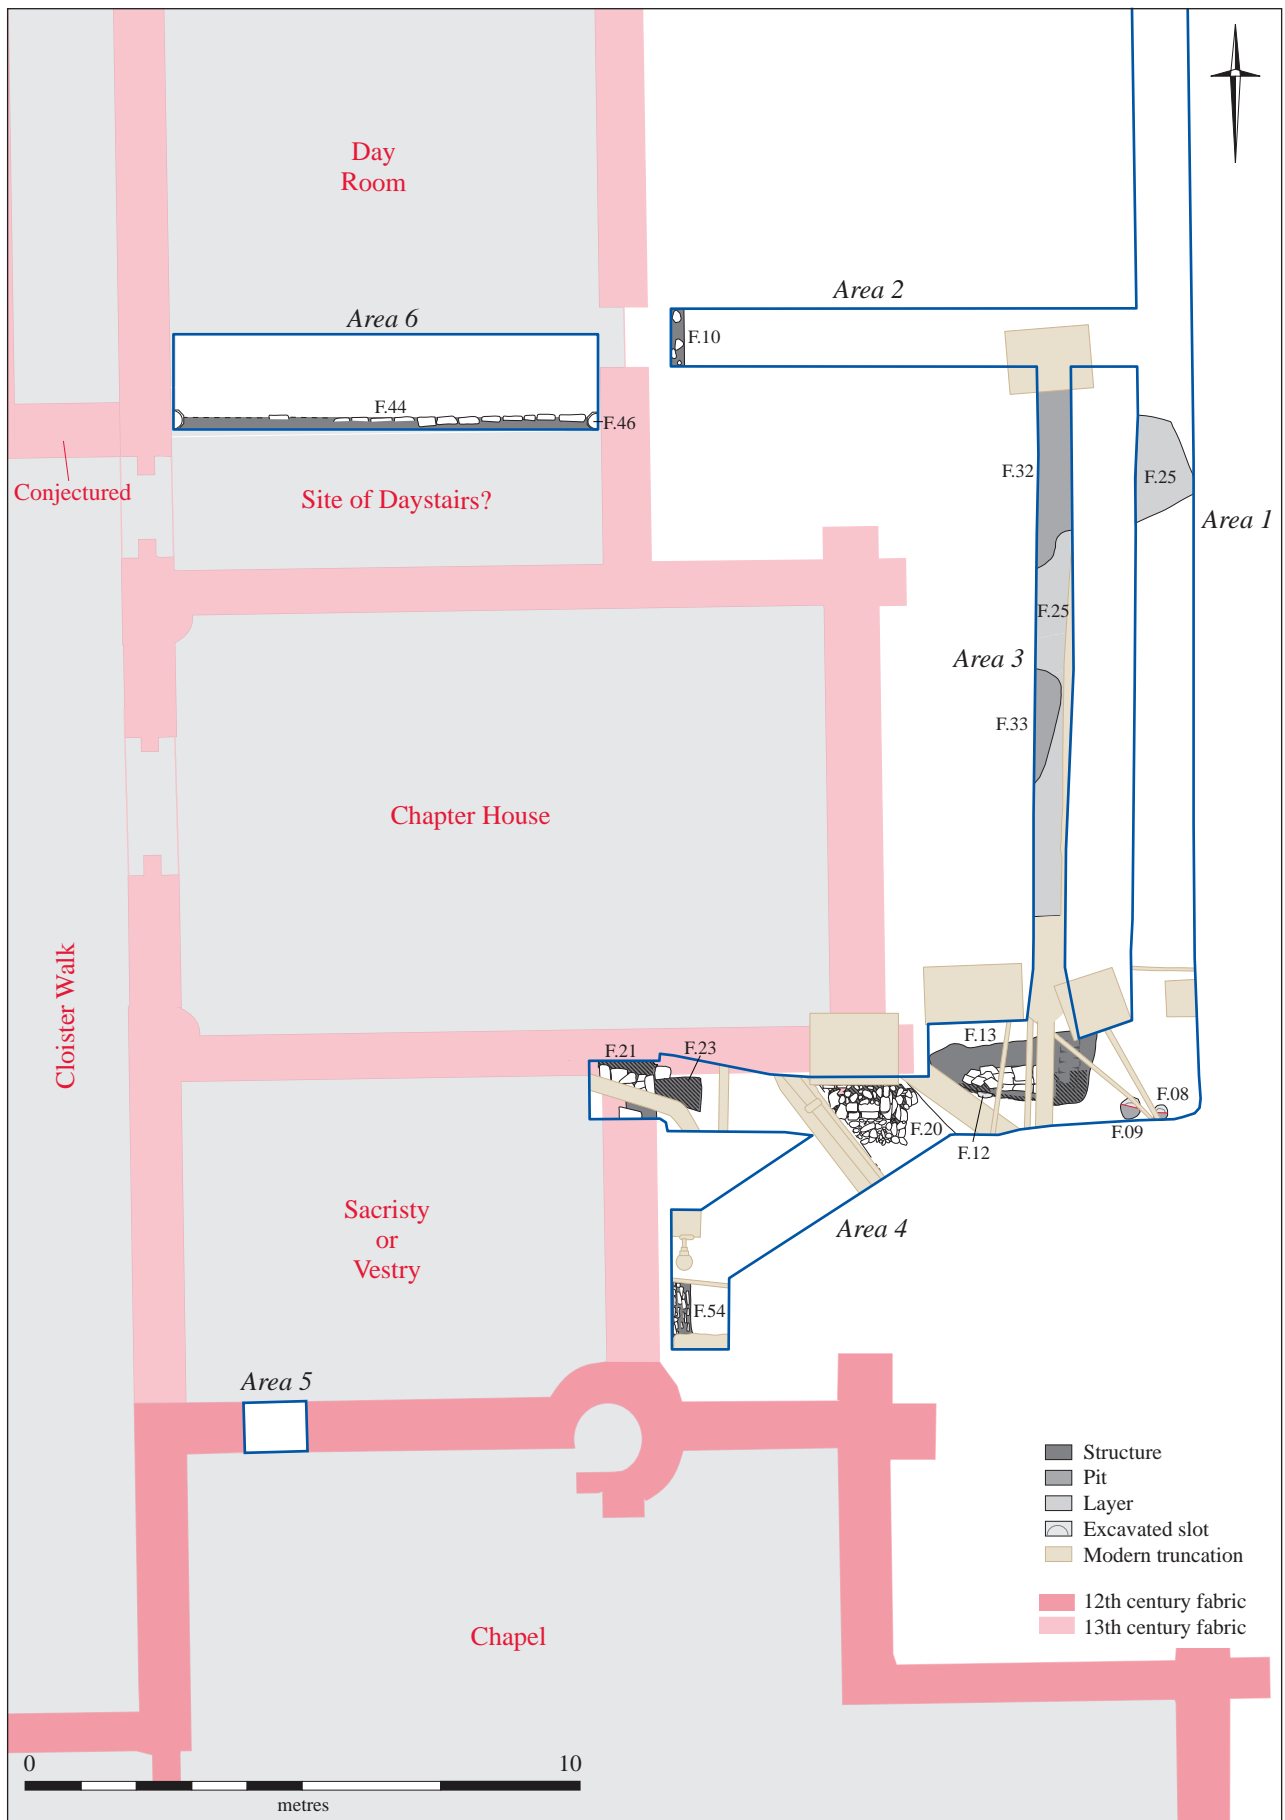 Day
Room
Area 2
Area 6
F.10
F.44
F.46
F.32
F.25
Conjectured
Site of Daystairs?
Area 1
F.25
Area 3
F.33
Chapter House
Cloister Walk
F.13
F.21
F.23
F.08
F.20
F.09
F.12
Sacristy
or
Vestry
Area 4
F.54
Area 5
Structure
Pit
Layer
Excavated slot
Modern truncation
12th century fabric
13th century fabric
Chapel
0 10
metres